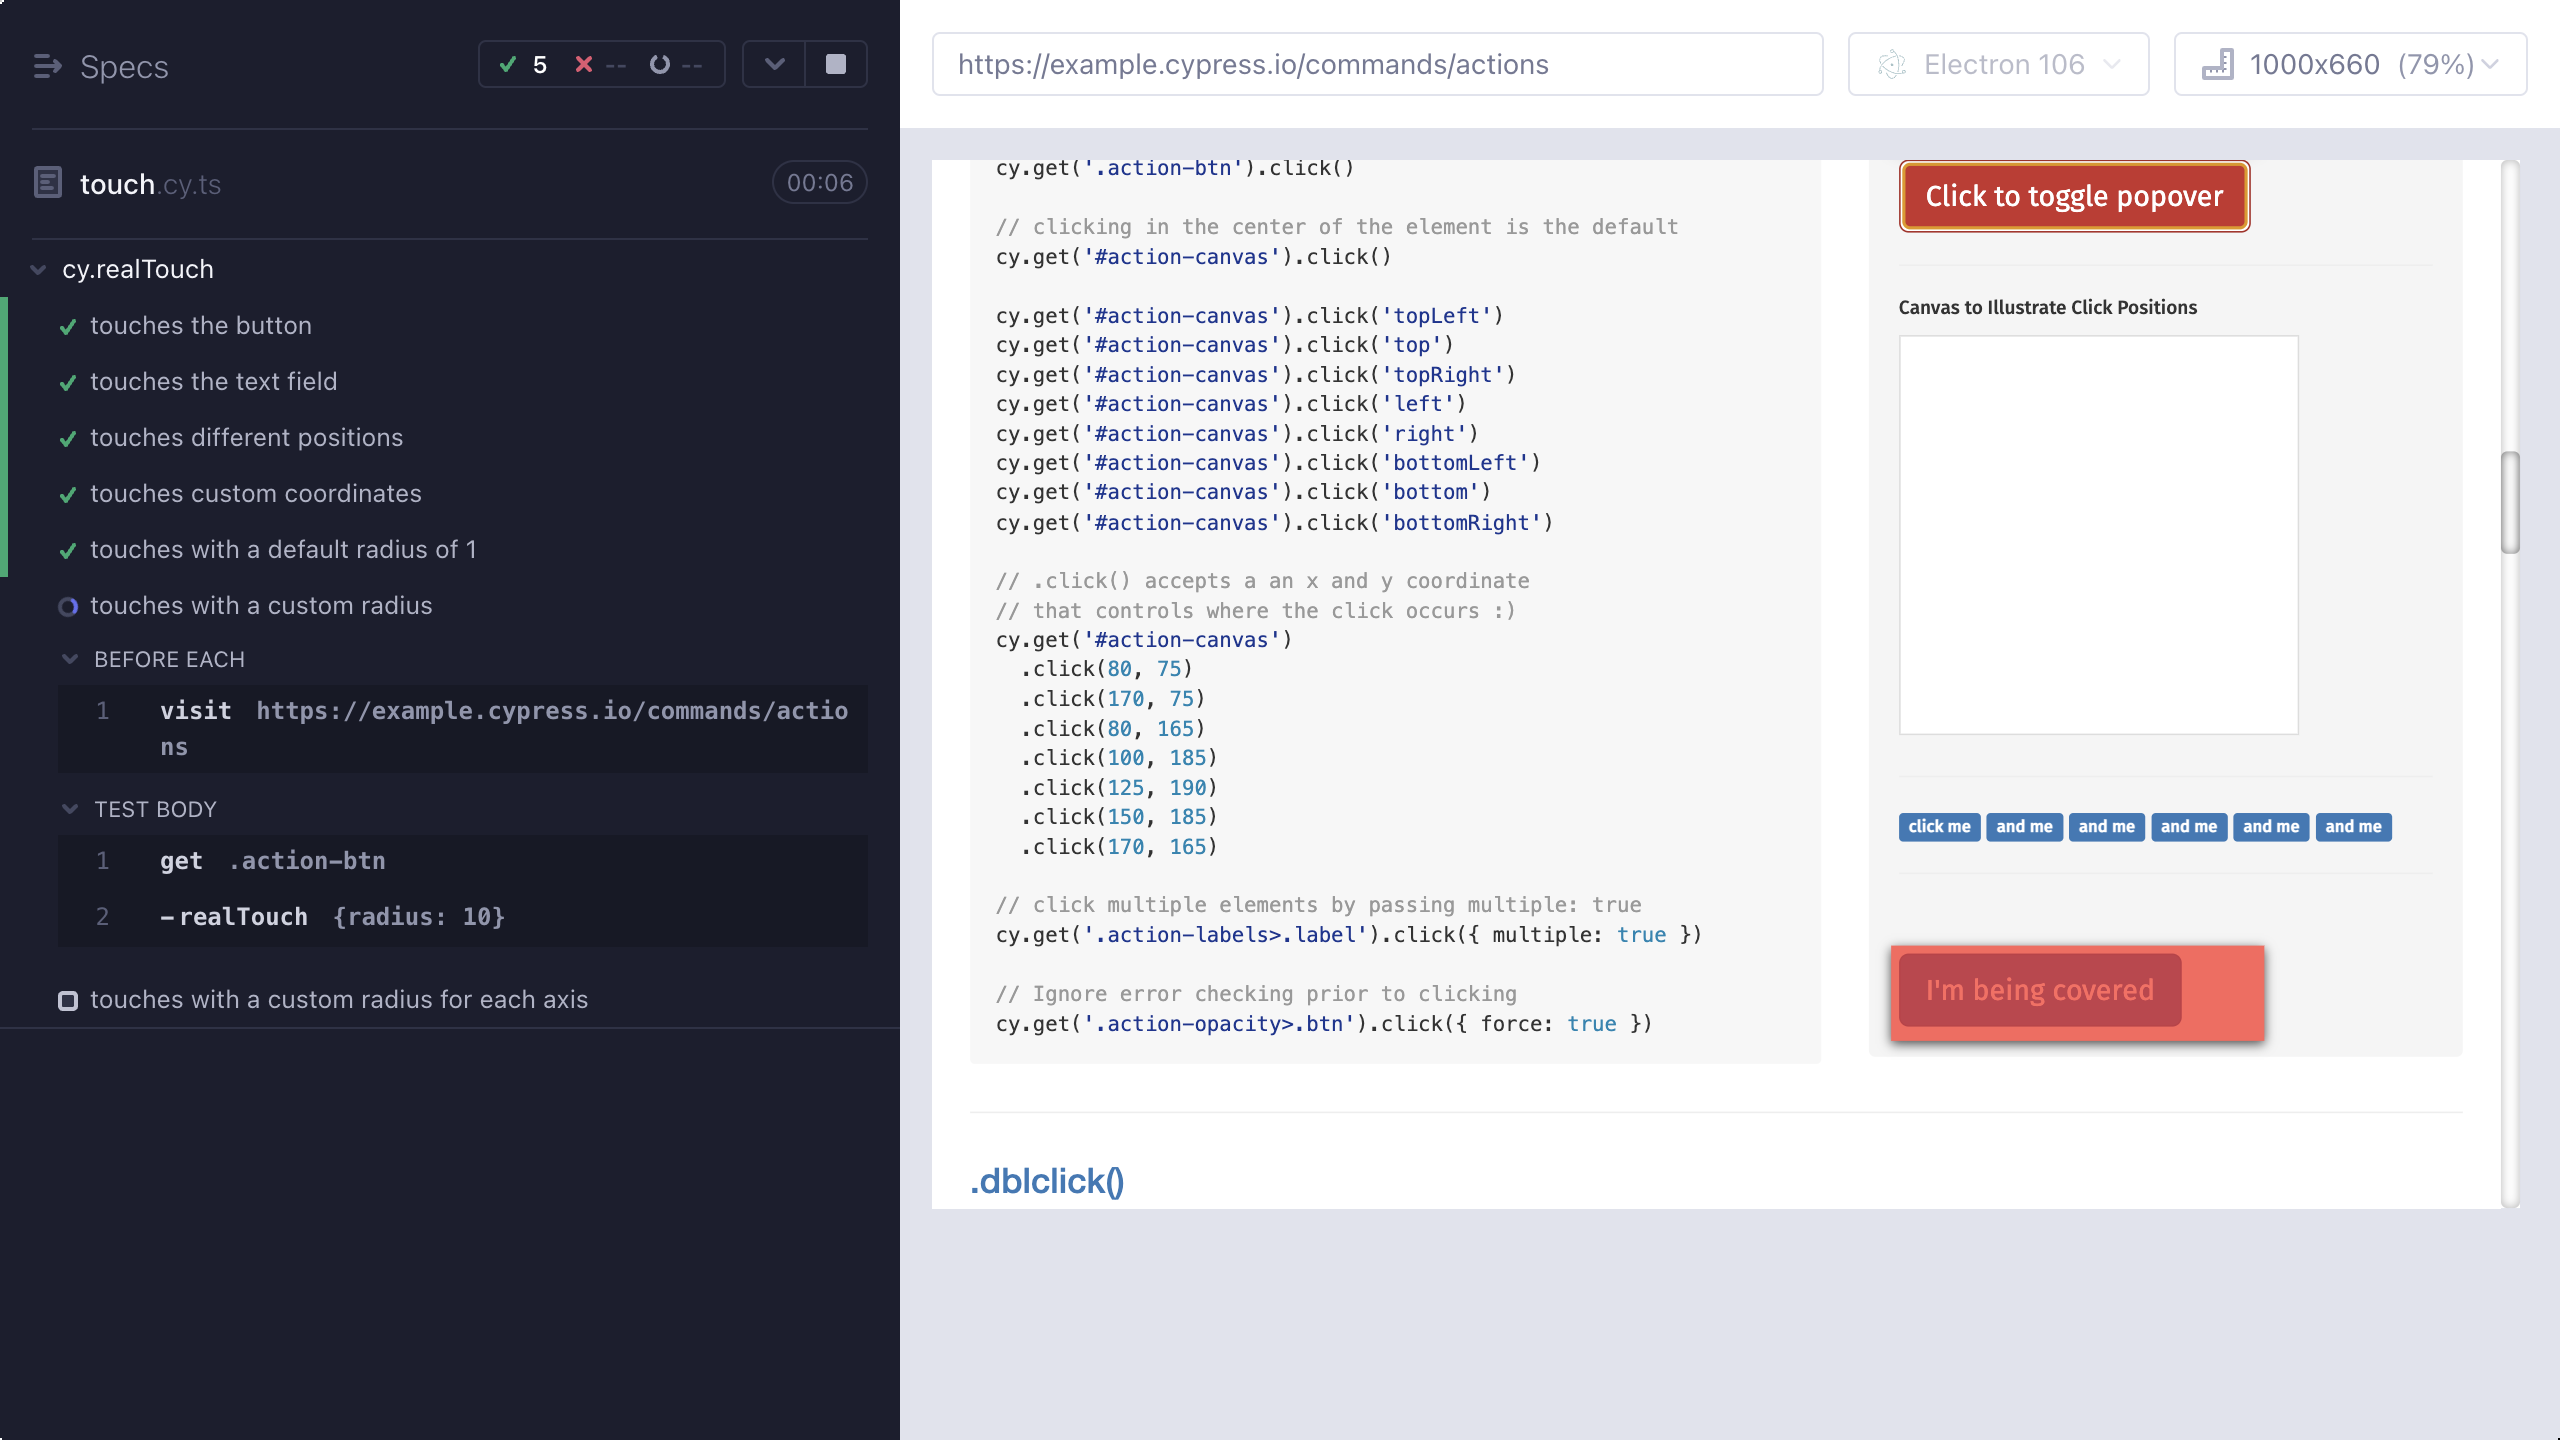 Specs
5 -- --
touch.cy.ts
00:06
cy.realTouch
touches the button
touches the text field
touches different positions
touches custom coordinates
touches with a default radius of 1
touches with a custom radius
BEFORE EACH
1 visit https://example.cypress.io/commands/actio
ns
TEST BODY
1 get .action-btn
2 -realTouch {radius: 10}
touches with a custom radius for each axis
https://example.cypress.io/commands/actions
Electron 106
1000x660 (79%)
cy.get('.action-btn').click()
// clicking in the center of the element is the default
cy.get('#action-canvas').click()
cy.get('#action-canvas').click('topLeft')
cy.get('#action-canvas').click('top')
cy.get('#action-canvas').click('topRight')
cy.get('#action-canvas').click('left')
cy.get('#action-canvas').click('right')
cy.get('#action-canvas').click('bottomLeft')
cy.get('#action-canvas').click('bottom')
cy.get('#action-canvas').click('bottomRight')
// .click() accepts a an x and y coordinate
// that controls where the click occurs :)
cy.get('#action-canvas')
  .click(80, 75)
  .click(170, 75)
  .click(80, 165)
  .click(100, 185)
  .click(125, 190)
  .click(150, 185)
  .click(170, 165)
// click multiple elements by passing multiple: true
cy.get('.action-labels>.label').click({ multiple: true })
// Ignore error checking prior to clicking
cy.get('.action-opacity>.btn').click({ force: true })
Click to toggle popover
Canvas to Illustrate Click Positions
click me and me and me and me and me and me
I'm being covered
.dblclick()